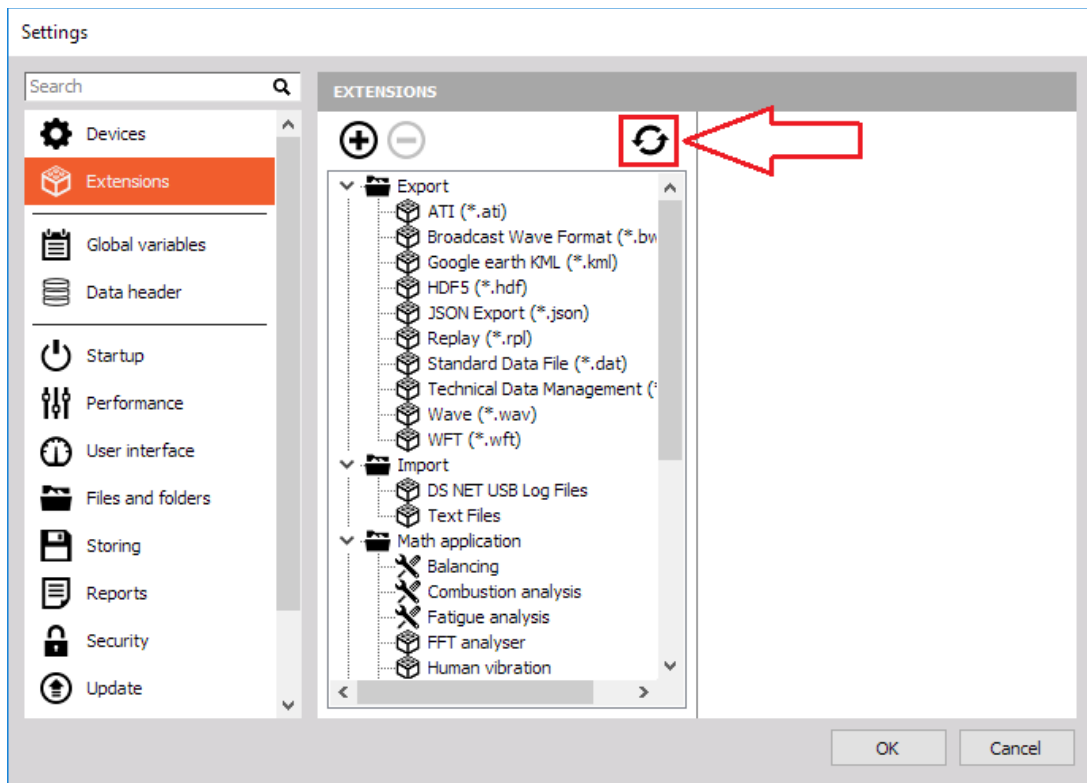 Settings
Search
Devices
Extensions
Global variables
Data header
Startup
Performance
User interface
Files and folders
Storing
Reports
Security
Update
EXTENSIONS
Export
ATI (*.ati)
Broadcast Wave Format (*.bw
Google earth KML (*.kml)
HDF5 (*.hdf)
JSON Export (*.json)
Replay (*.rpl)
Standard Data File (*.dat)
Technical Data Management (*
Wave (*.wav)
WFT (*.wft)
Import
DS NET USB Log Files
Text Files
Math application
Balancing
Combustion analysis
Fatigue analysis
FFT analyser
Human vibration
OK
Cancel